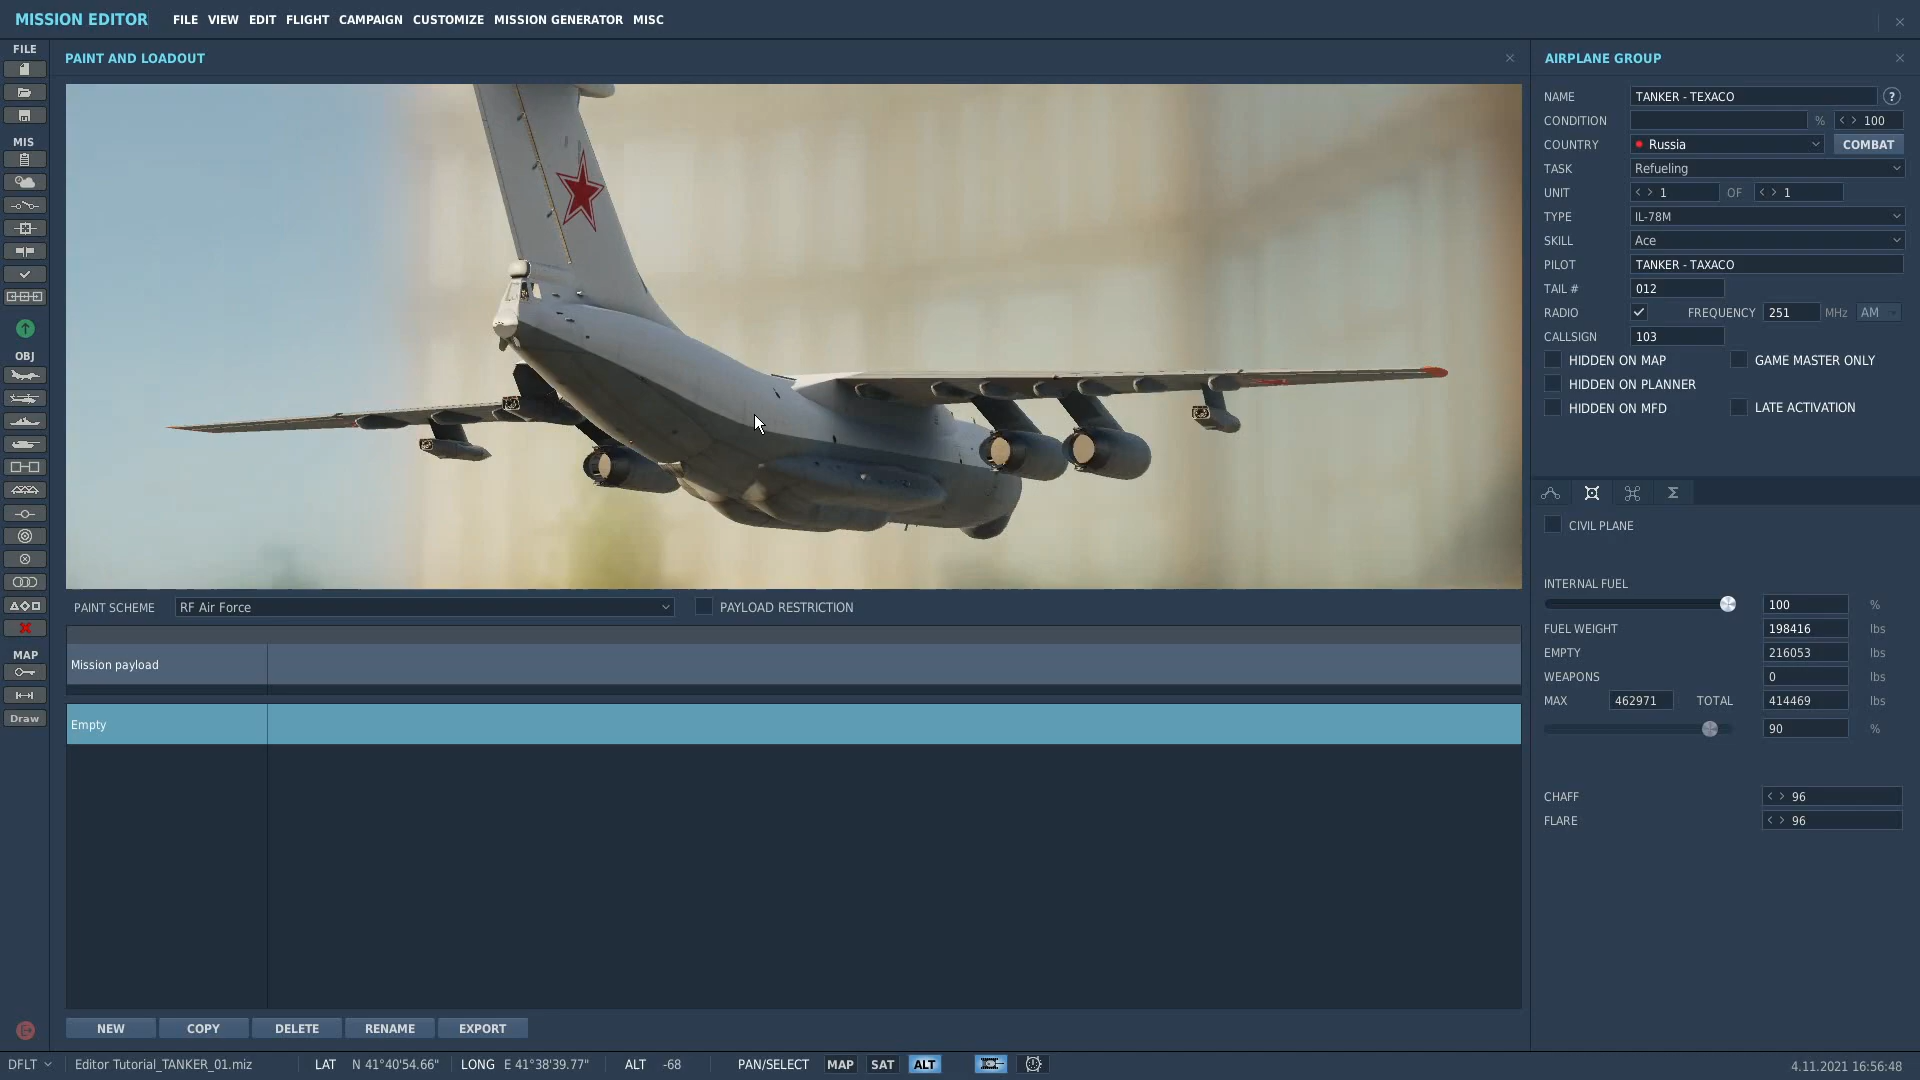 MISSION EDITOR FILE VIEW EDIT FLIGHT CAMPAIGN CUSTOMIZE MISSION GENERATOR MISC
FILE
MIS
OBJ
MAP
Draw
PAINT AND LOADOUT
PAINT SCHEME RF Air Force PAYLOAD RESTRICTION
Mission payload
Empty
NEW COPY DELETE RENAME EXPORT
AIRPLANE GROUP
NAME TANKER - TEXACO ?
CONDITION % < > 100
COUNTRY Russia COMBAT
TASK Refueling
UNIT < > 1 OF < > 1
TYPE IL-78M
SKILL Ace
PILOT TANKER - TAXACO
TAIL # 012
RADIO FREQUENCY 251 MHz AM
CALLSIGN 103
HIDDEN ON MAP GAME MASTER ONLY
HIDDEN ON PLANNER
HIDDEN ON MFD LATE ACTIVATION
CIVIL PLANE
INTERNAL FUEL
100 %
FUEL WEIGHT 198416 lbs
EMPTY 216053 lbs
WEAPONS 0 lbs
MAX 462971 TOTAL 414469 lbs
90 %
CHAFF < > 96
FLARE < > 96
DFLT Editor Tutorial_TANKER_01.miz LAT N 41°40'54.66" LONG E 41°38'39.77" ALT -68 PAN/SELECT MAP SAT ALT 4.11.2021 16:56:48